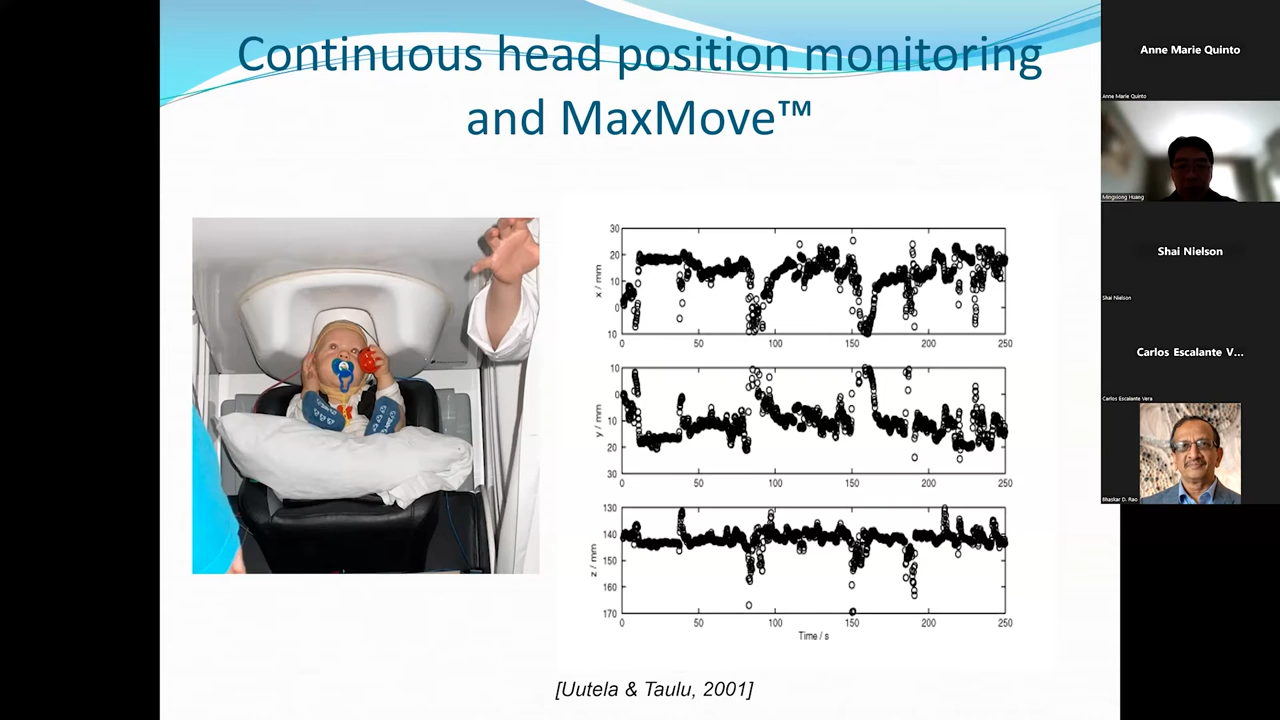 Continuous head position monitoring
and MaxMove™
30
20
10
0
10
x / mm
0
50
100
150
200
250
10
0
10
20
30
y / mm
0
50
100
150
200
250
130
140
150
160
170
z / mm
0
50
100
150
200
250
Time / s
[Uutela & Taulu, 2001]
Anne Marie Quinto
Anne Marie Quinto
Mingxiong Huang
Shai Nielson
Shai Nielson
Carlos Escalante V...
Carlos Escalante Vera
Bhaskar D. Rao